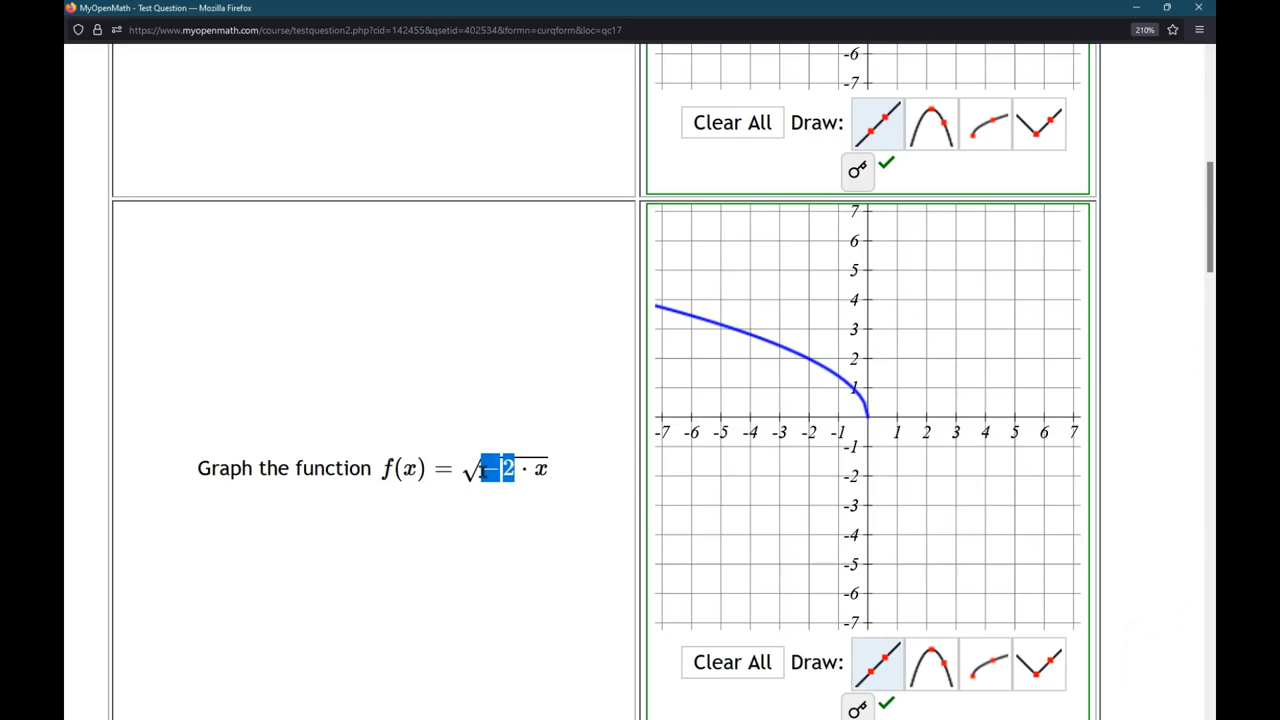 MyOpenMath - Test Question — Mozilla Firefox
https://www.myopenmath.com/course/testquestion2.php?cid=142455&qsetid=402534&formn=curqform&loc=qc17
210%
-6
-7
Clear All Draw:
7
6
5
4
3
2
1
-7 -6 -5 -4 -3 -2 -1 1 2 3 4 5 6 7
-1
-2
-3
-4
-5
-6
-7
Graph the function f(x) = √−2 · x
Clear All Draw: